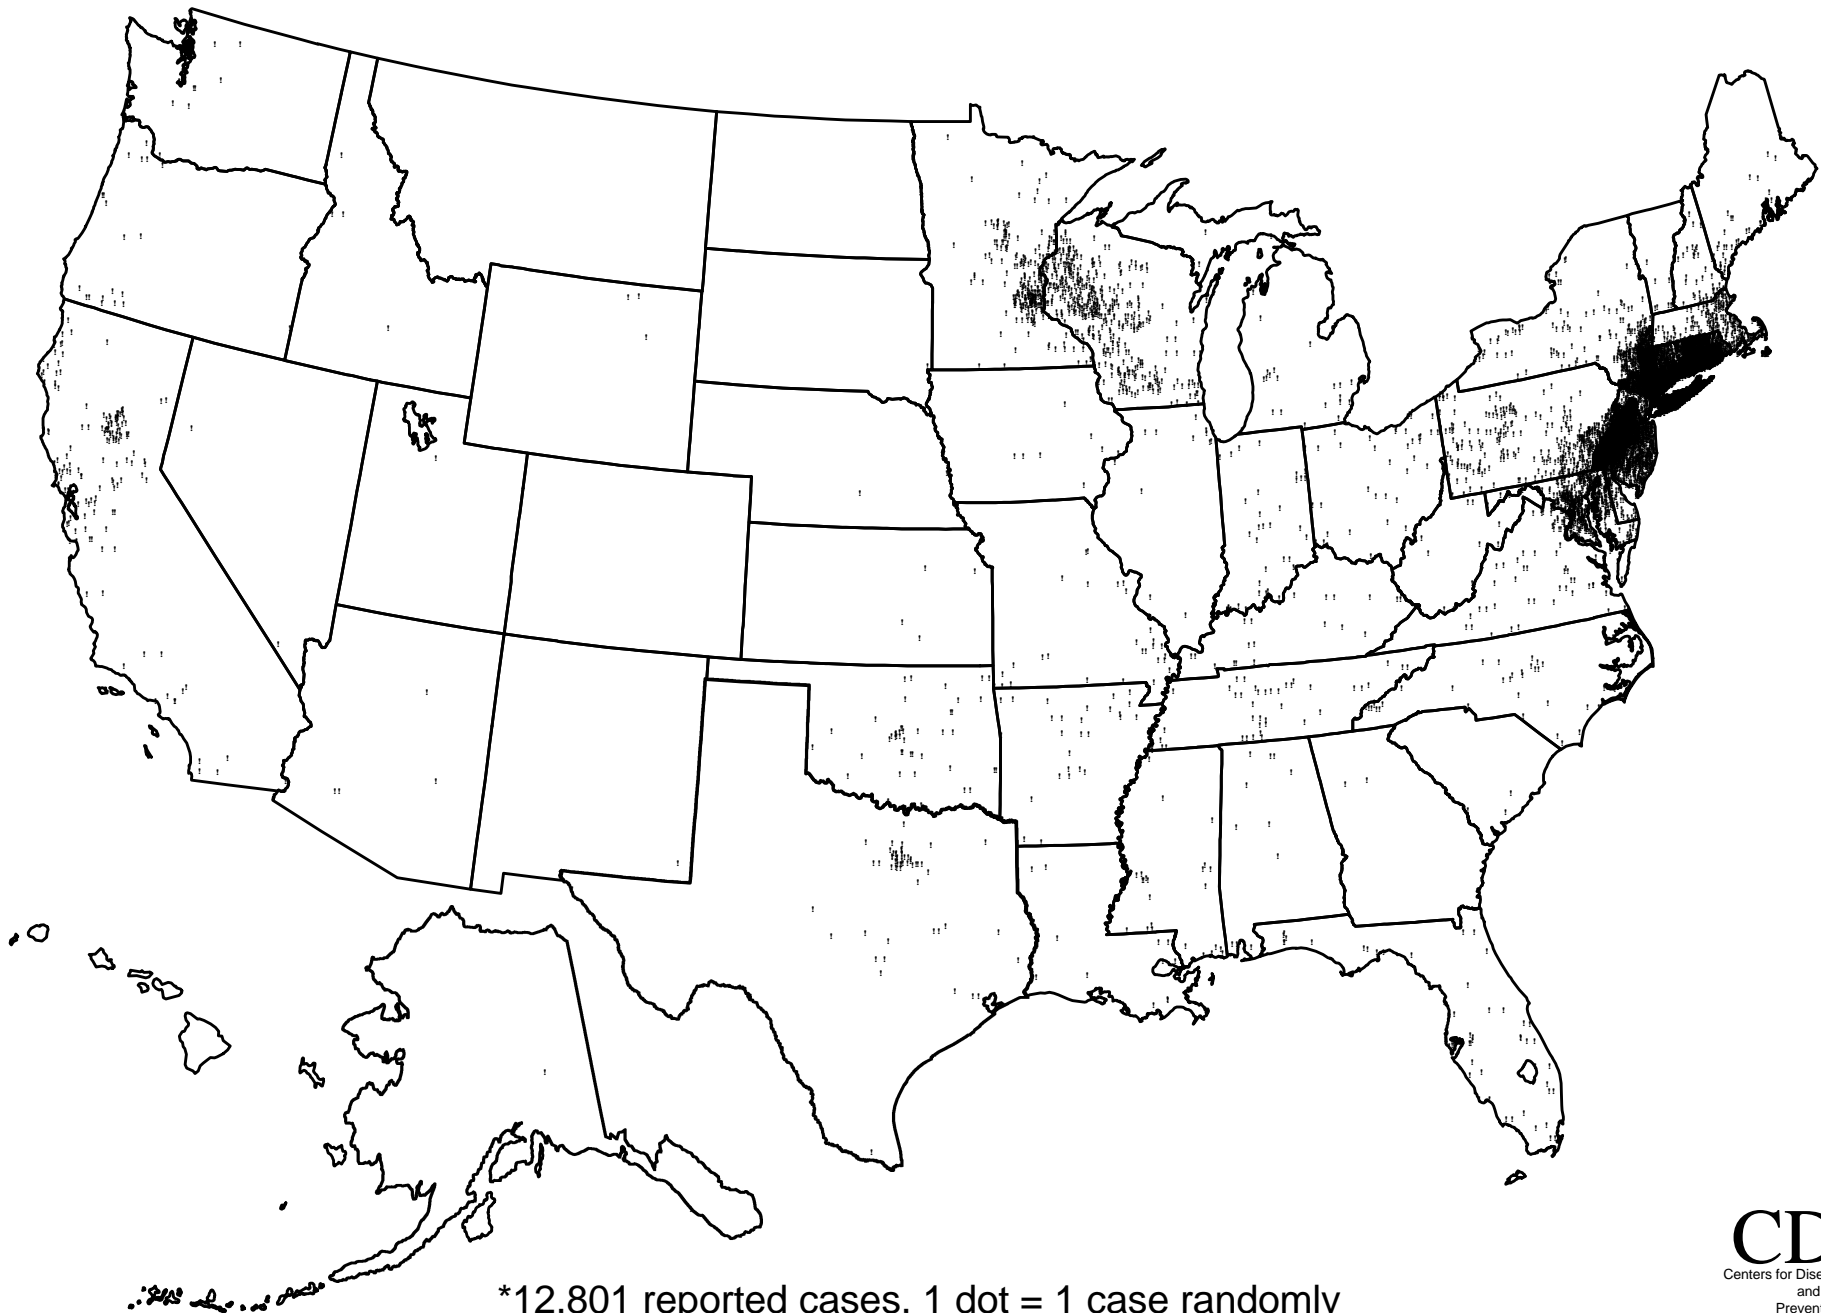 CD
Centers for Dise
and
Preven
*12,801 reported cases. 1 dot = 1 case randomly